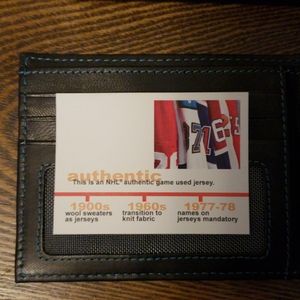 authentic
This is an NHL® authentic game used jersey.
1900s
wool sweaters
as jerseys
1960s
transition to
knit fabric
1977-78
names on
jerseys mandatory
71